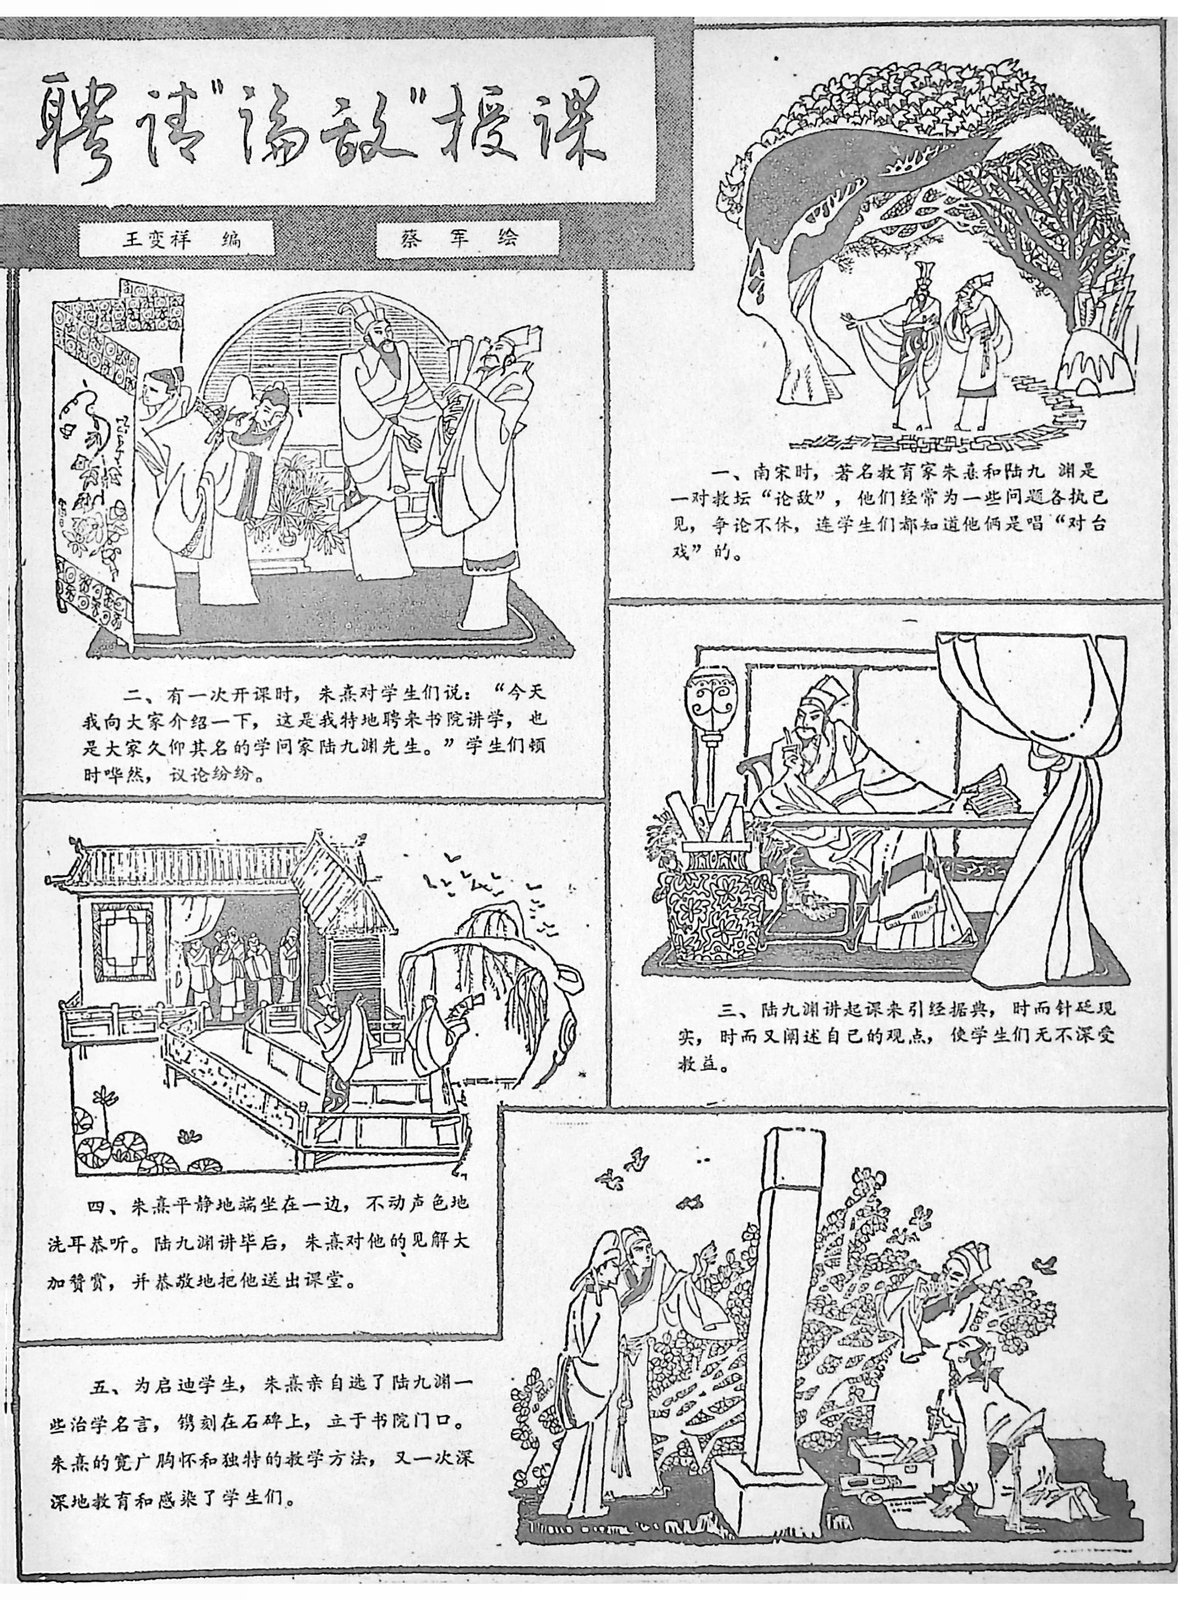 聘请“论敌”授课
王变祥 编
蔡军绘
一、南宋时，著名教育家朱熹和陆九渊是
一对教坛“论敌”，他们经常为一些问题各执己
见，争论不休，连学生们都知道他俩是唱“对台
戏”的。
二、有一次开课时，朱熹对学生们说：“今天
我向大家介绍一下，这是我特地聘来书院讲学，也
是大家久仰其名的学问家陆九渊先生。”学生们顿
时哗然，议论纷纷。
三、陆九渊讲起课来引经据典，时而针砭现
实，时而又阐述自己的观点，使学生们无不深受
教益。
四、朱熹平静地端坐在一边，不动声色地
洗耳恭听。陆九渊讲毕后，朱熹对他的见解大
加赞赏，并恭敬地把他送出课堂。
五、为启迪学生，朱熹亲自选了陆九渊一
些治学名言，镌刻在石碑上，立于书院门口。
朱熹的宽广胸怀和独特的教学方法，又一次深
深地教育和感染了学生们。